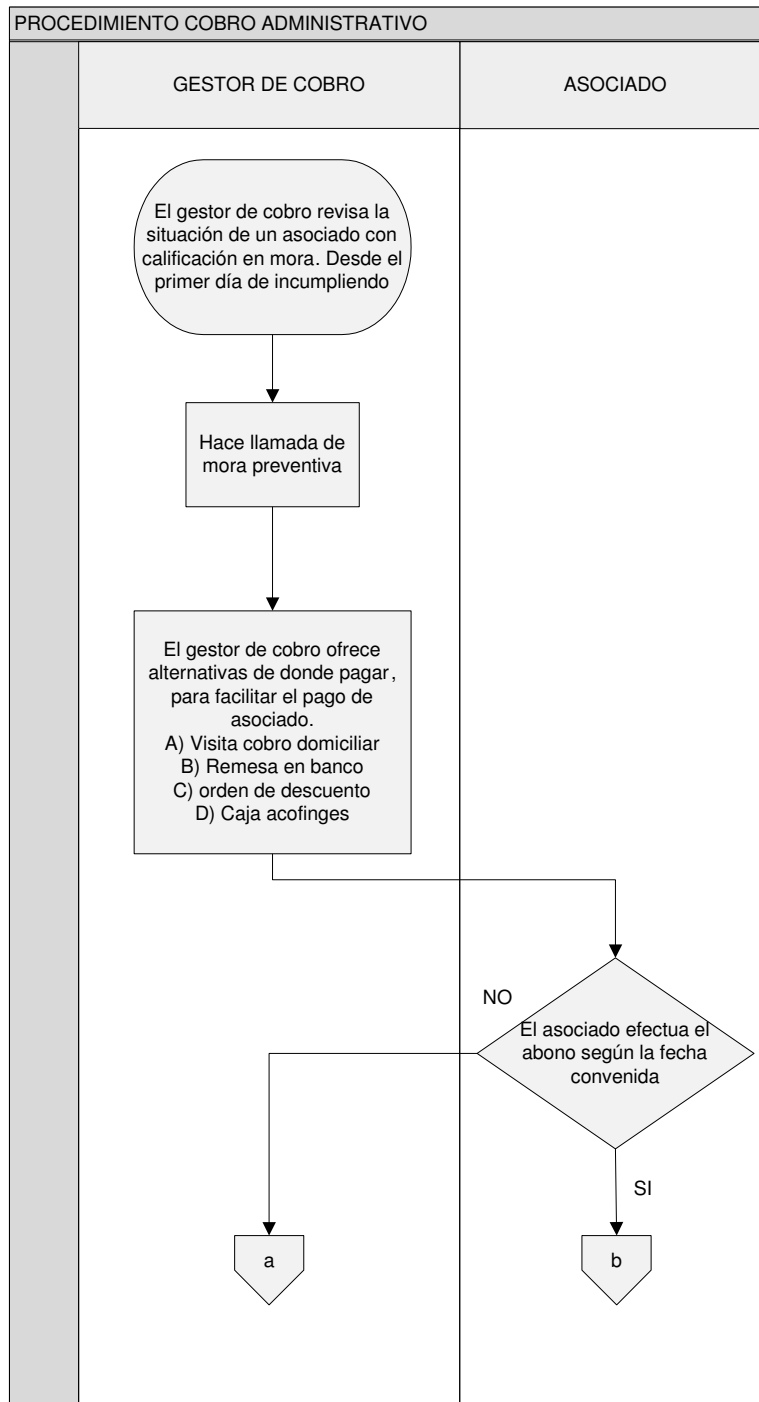 PROCEDIMIENTO COBRO ADMINISTRATIVO
GESTOR DE COBRO
ASOCIADO
El gestor de cobro revisa la
situación de un asociado con
calificación en mora. Desde el
primer día de incumpliendo
Hace llamada de
mora preventiva
El gestor de cobro ofrece
alternativas de donde pagar,
para facilitar el pago de
asociado.
A) Visita cobro domiciliar
B) Remesa en banco
C) orden de descuento
D) Caja acofinges
NO
El asociado efectua el
abono según la fecha
convenida
SI
a
b